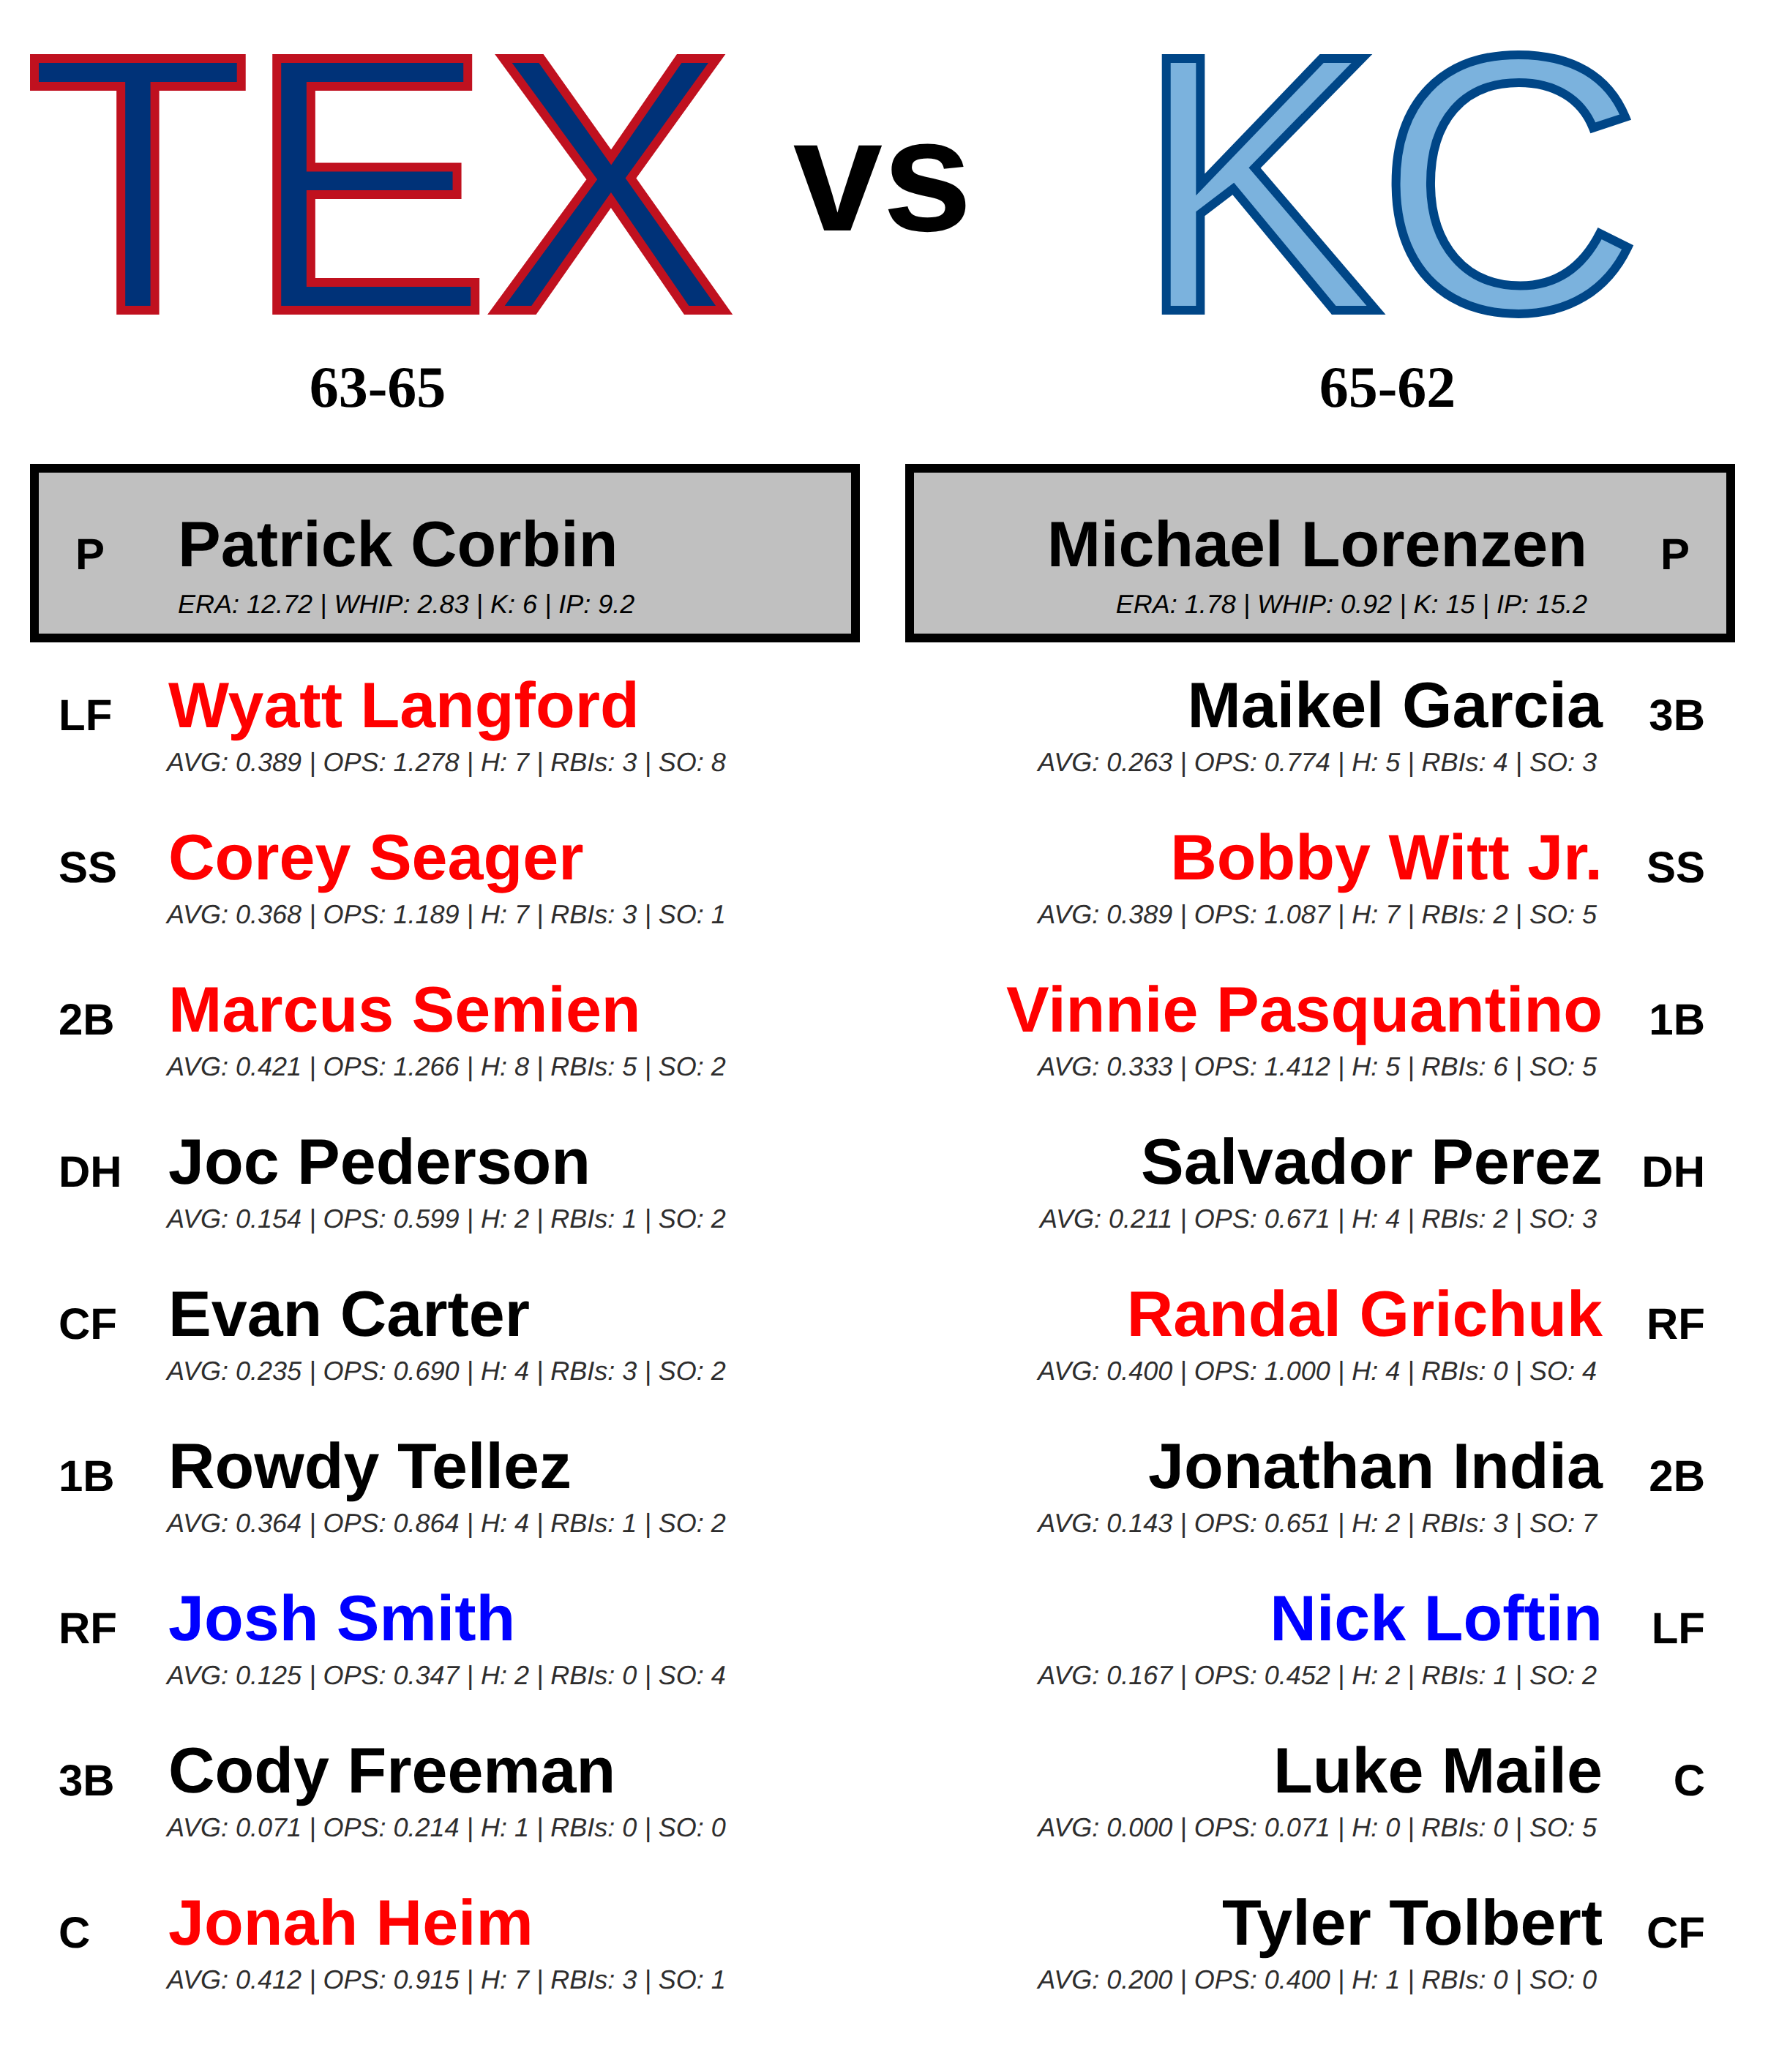 TEX vs KC
63-65
65-62
P Patrick Corbin
ERA: 12.72 | WHIP: 2.83 | K: 6 | IP: 9.2
Michael Lorenzen P
ERA: 1.78 | WHIP: 0.92 | K: 15 | IP: 15.2
LF Wyatt Langford
AVG: 0.389 | OPS: 1.278 | H: 7 | RBIs: 3 | SO: 8
SS Corey Seager
AVG: 0.368 | OPS: 1.189 | H: 7 | RBIs: 3 | SO: 1
2B Marcus Semien
AVG: 0.421 | OPS: 1.266 | H: 8 | RBIs: 5 | SO: 2
DH Joc Pederson
AVG: 0.154 | OPS: 0.599 | H: 2 | RBIs: 1 | SO: 2
CF Evan Carter
AVG: 0.235 | OPS: 0.690 | H: 4 | RBIs: 3 | SO: 2
1B Rowdy Tellez
AVG: 0.364 | OPS: 0.864 | H: 4 | RBIs: 1 | SO: 2
RF Josh Smith
AVG: 0.125 | OPS: 0.347 | H: 2 | RBIs: 0 | SO: 4
3B Cody Freeman
AVG: 0.071 | OPS: 0.214 | H: 1 | RBIs: 0 | SO: 0
C Jonah Heim
AVG: 0.412 | OPS: 0.915 | H: 7 | RBIs: 3 | SO: 1
Maikel Garcia 3B
AVG: 0.263 | OPS: 0.774 | H: 5 | RBIs: 4 | SO: 3
Bobby Witt Jr. SS
AVG: 0.389 | OPS: 1.087 | H: 7 | RBIs: 2 | SO: 5
Vinnie Pasquantino 1B
AVG: 0.333 | OPS: 1.412 | H: 5 | RBIs: 6 | SO: 5
Salvador Perez DH
AVG: 0.211 | OPS: 0.671 | H: 4 | RBIs: 2 | SO: 3
Randal Grichuk RF
AVG: 0.400 | OPS: 1.000 | H: 4 | RBIs: 0 | SO: 4
Jonathan India 2B
AVG: 0.143 | OPS: 0.651 | H: 2 | RBIs: 3 | SO: 7
Nick Loftin LF
AVG: 0.167 | OPS: 0.452 | H: 2 | RBIs: 1 | SO: 2
Luke Maile C
AVG: 0.000 | OPS: 0.071 | H: 0 | RBIs: 0 | SO: 5
Tyler Tolbert CF
AVG: 0.200 | OPS: 0.400 | H: 1 | RBIs: 0 | SO: 0